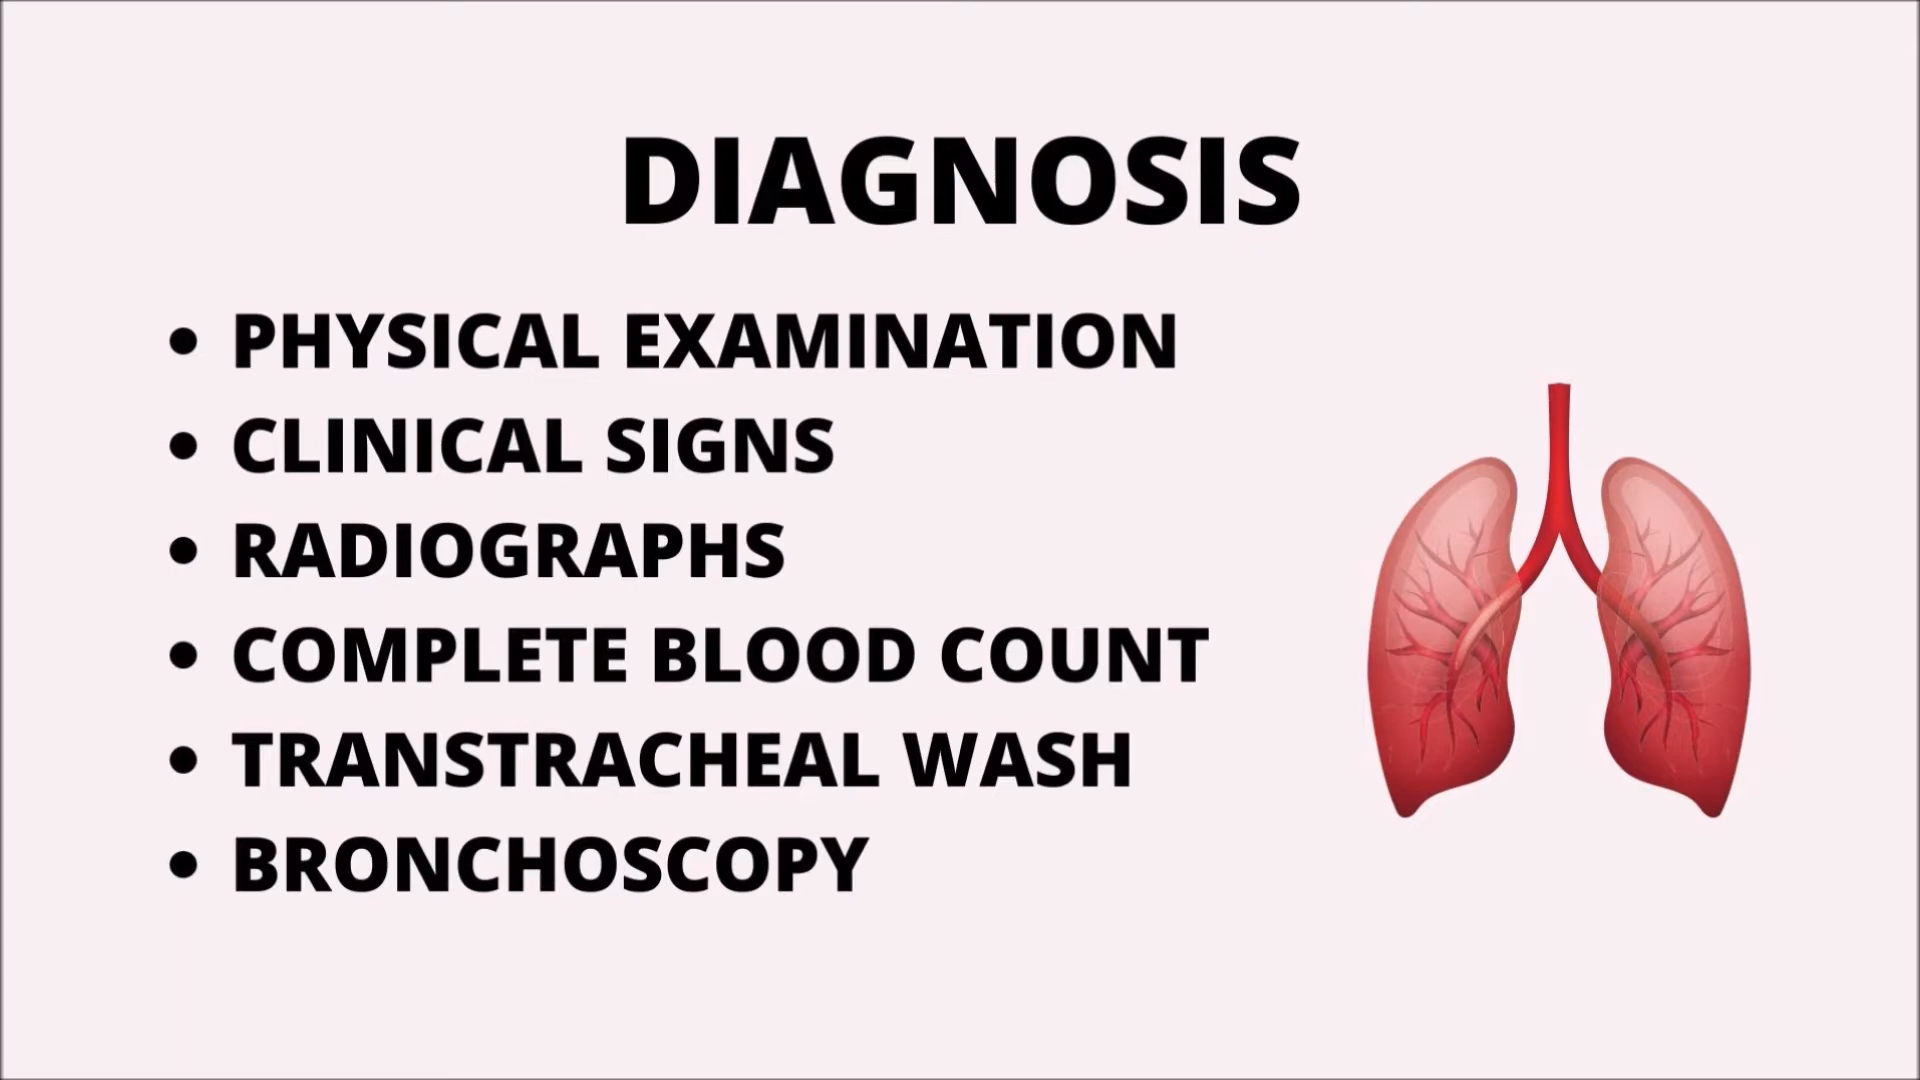 DIAGNOSIS
• PHYSICAL EXAMINATION
• CLINICAL SIGNS
• RADIOGRAPHS
• COMPLETE BLOOD COUNT
• TRANSTRACHEAL WASH
• BRONCHOSCOPY